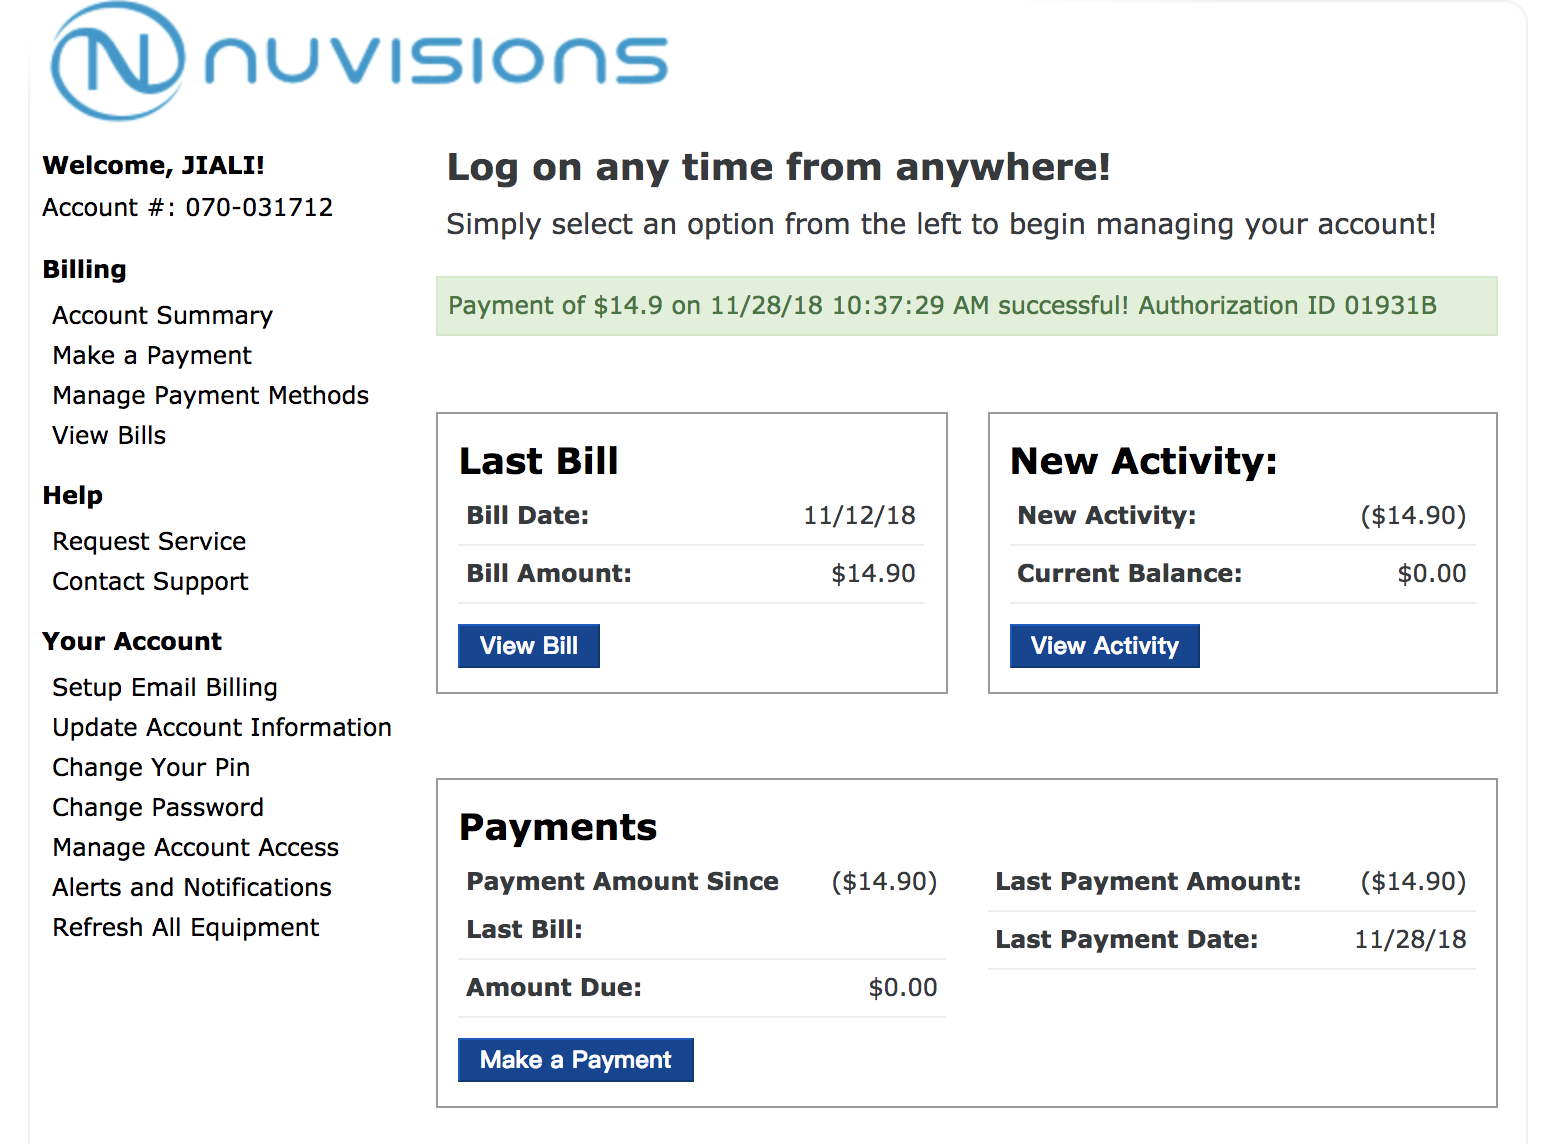 nuvisions
Welcome, JIALI!
Account #: 070-031712
Billing
Account Summary
Make a Payment
Manage Payment Methods
View Bills
Help
Request Service
Contact Support
Your Account
Setup Email Billing
Update Account Information
Change Your Pin
Change Password
Manage Account Access
Alerts and Notifications
Refresh All Equipment
Log on any time from anywhere!
Simply select an option from the left to begin managing your account!
Payment of $14.9 on 11/28/18 10:37:29 AM successful! Authorization ID 01931B
Last Bill
Bill Date: 11/12/18
Bill Amount: $14.90
View Bill
New Activity:
New Activity: ($14.90)
Current Balance: $0.00
View Activity
Payments
Payment Amount Since ($14.90)
Last Bill:
Amount Due: $0.00
Make a Payment
Last Payment Amount: ($14.90)
Last Payment Date: 11/28/18